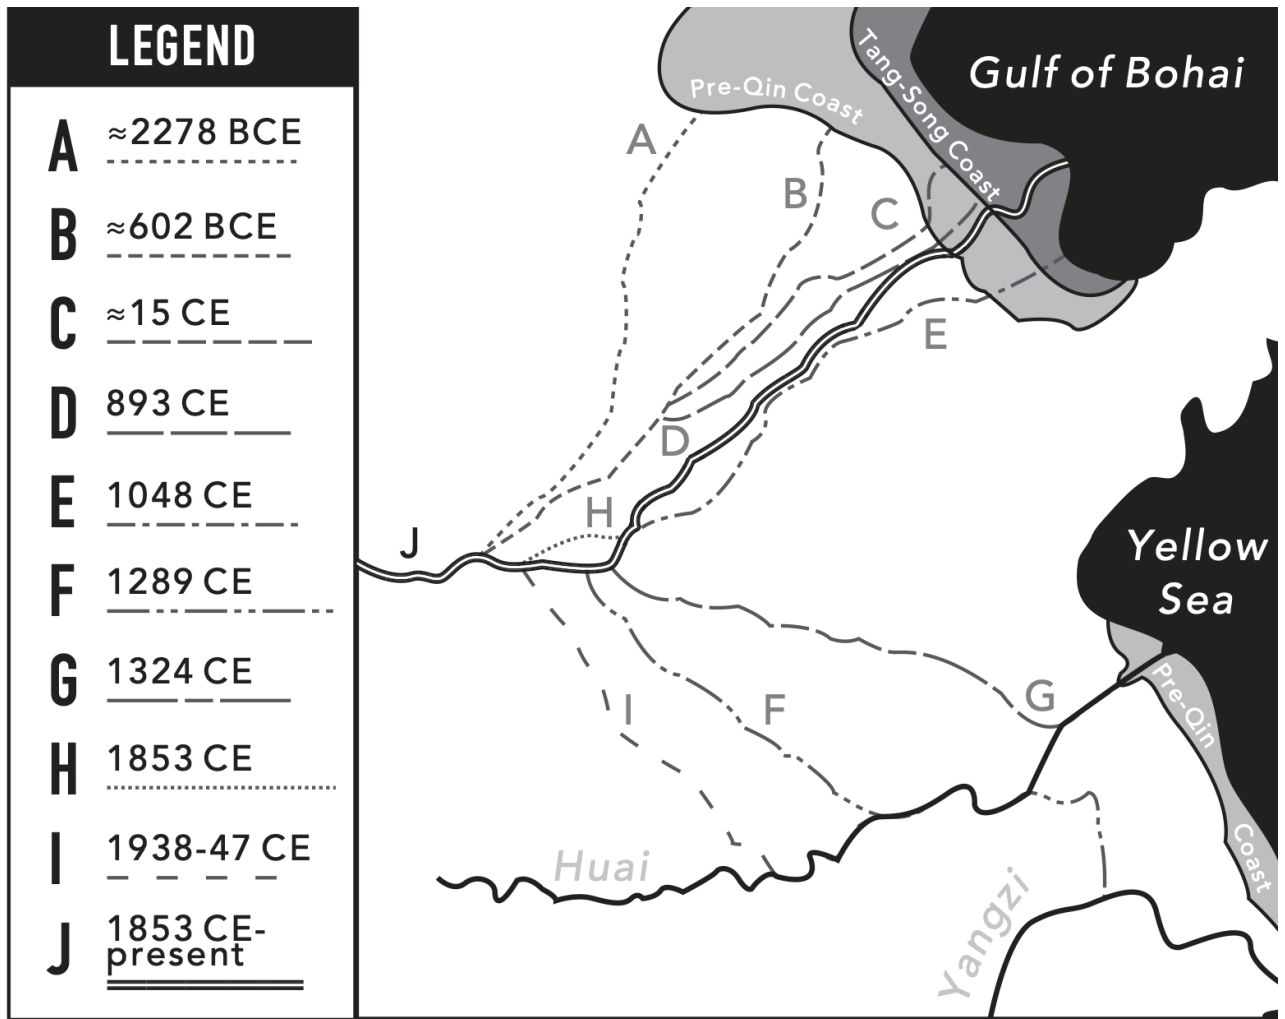 LEGEND
A ≈2278 BCE
B ≈602 BCE
C ≈15 CE
D 893 CE
E 1048 CE
F 1289 CE
G 1324 CE
H 1853 CE
I 1938-47 CE
J 1853 CE-
present
Gulf of Bohai
Tang-Song Coast
Pre-Qin Coast
A
B
C
E
D
H
J
Yellow
Sea
Pre-Qin
Coast
G
F
I
Huai
Yangzi